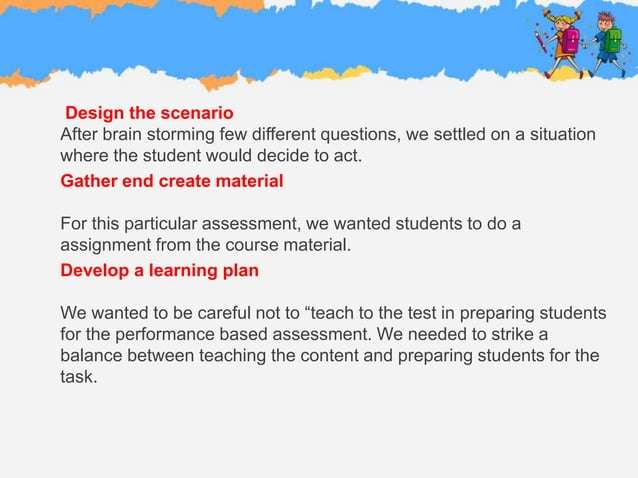 Design the scenario
After brain storming few different questions, we settled on a situation
where the student would decide to act.
Gather end create material
For this particular assessment, we wanted students to do a
assignment from the course material.
Develop a learning plan
We wanted to be careful not to “teach to the test in preparing students
for the performance based assessment. We needed to strike a
balance between teaching the content and preparing students for the
task.